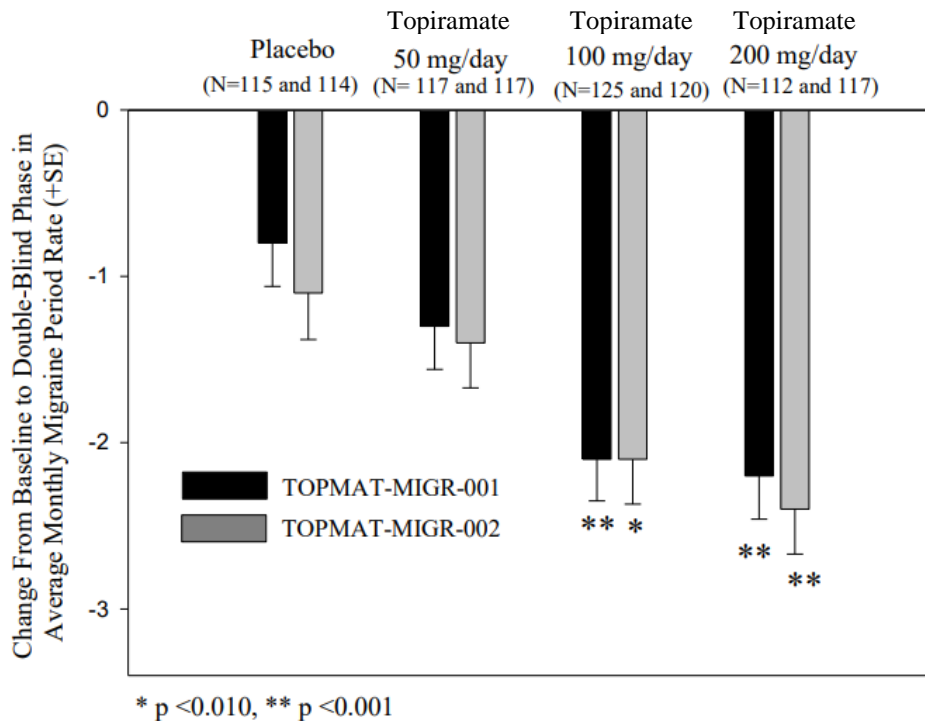 Placebo
(N=115 and 114)
Topiramate
50 mg/day
(N= 117 and 117)
Topiramate
100 mg/day
(N=125 and 120)
Topiramate
200 mg/day
(N=112 and 117)
Change From Baseline to Double-Blind Phase in
Average Monthly Migraine Period Rate (+SE)
0
-1
-2
-3
TOPMAT-MIGR-001
TOPMAT-MIGR-002
**
*
**
**
* p <0.010, ** p <0.001